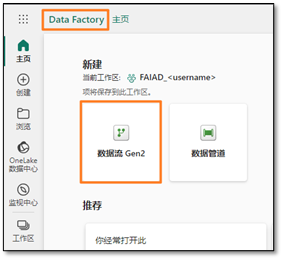 Data Factory 主页
主页
创建
浏览
OneLake
数据中心
监视中心
工作区
新建
当前工作区: FAIAD_<username>
项将保存到此工作区。
数据流 Gen2
数据管道
推荐
你经常打开此